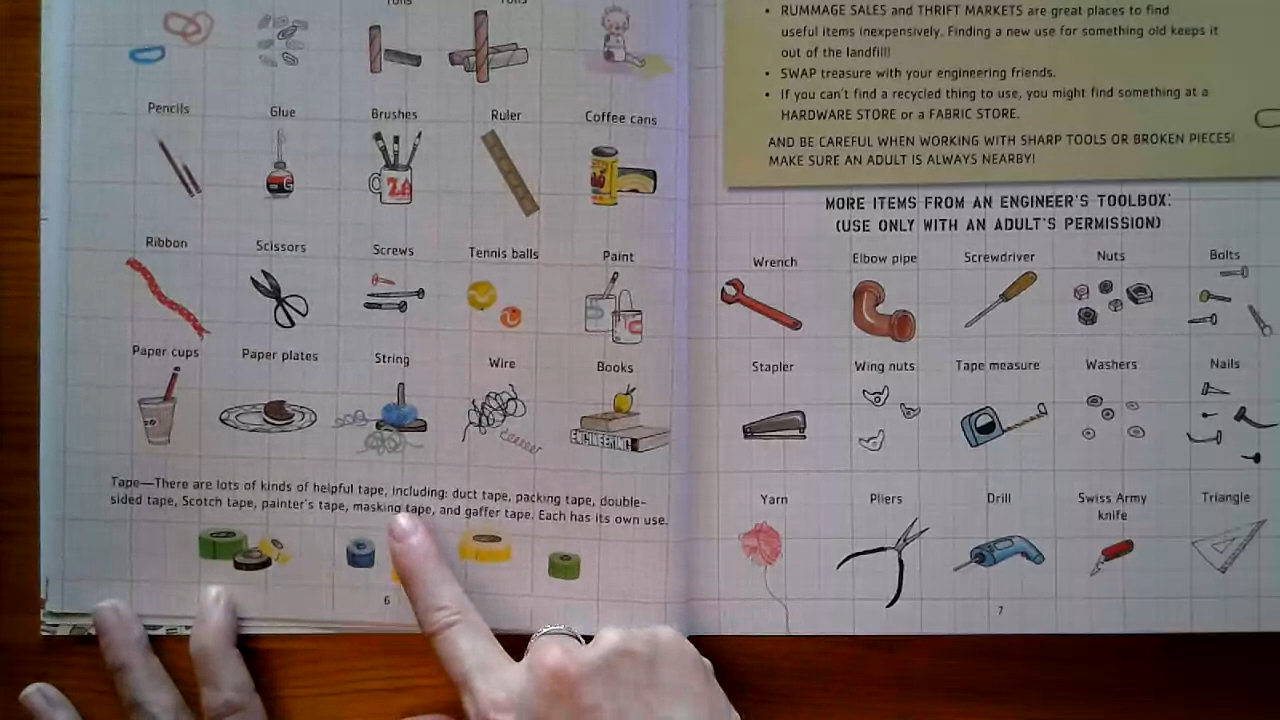 Pencils
Glue
Brushes
Ruler
Coffee cans
Ribbon
Scissors
Screws
Tennis balls
Paint
Paper cups
Paper plates
String
Wire
Books
ENGINEERING
Tape—There are lots of kinds of helpful tape, including: duct tape, packing tape, double-
sided tape, Scotch tape, painter's tape, masking tape, and gaffer tape. Each has its own use.
6
• RUMMAGE SALES and THRIFT MARKETS are great places to find
useful items inexpensively. Finding a new use for something old keeps it
out of the landfill!
• SWAP treasure with your engineering friends.
• If you can't find a recycled thing to use, you might find something at a
HARDWARE STORE or a FABRIC STORE.
AND BE CAREFUL WHEN WORKING WITH SHARP TOOLS OR BROKEN PIECES!
MAKE SURE AN ADULT IS ALWAYS NEARBY!
MORE ITEMS FROM AN ENGINEER'S TOOLBOX:
(USE ONLY WITH AN ADULT'S PERMISSION)
Wrench
Elbow pipe
Screwdriver
Nuts
Bolts
Stapler
Wing nuts
Tape measure
Washers
Nails
Yarn
Pliers
Drill
Swiss Army
knife
Triangle
7